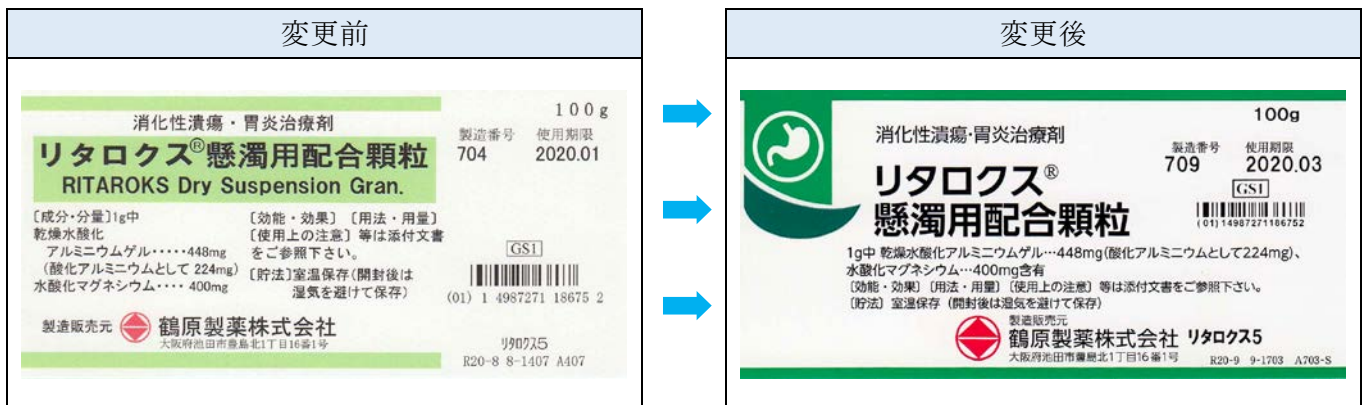 変更前
消化性潰瘍・胃炎治療剤
リタロクス®懸濁用配合顆粒
RITAROKS Dry Suspension Gran.
100g
製造番号 使用期限
704 2020.01
〔成分・分量〕1g中
乾燥水酸化
アルミニウムゲル・・・・・448mg
(酸化アルミニウムとして 224mg)
水酸化マグネシウム・・・・ 400mg
〔効能・効果〕〔用法・用量〕
〔使用上の注意〕等は添付文書
をご参照下さい。
〔貯法〕室温保存(開封後は
湿気を避けて保存)
GS1
(01) 1 4987271 18675 2
製造販売元 鶴原製薬株式会社
大阪府池田市豊島北1丁目16番1号
リタロクス5
R20-8 8-1407 A407
変更後
消化性潰瘍・胃炎治療剤
リタロクス®
懸濁用配合顆粒
100g
製造番号 使用期限
709 2020.03
GS1
(01)14987271186752
1g中 乾燥水酸化アルミニウムゲル…448mg(酸化アルミニウムとして224mg)、
水酸化マグネシウム…400mg含有
〔効能・効果〕〔用法・用量〕〔使用上の注意〕等は添付文書をご参照下さい。
〔貯法〕室温保存(開封後は湿気を避けて保存)
製造販売元
鶴原製薬株式会社 リタロクス5
大阪府池田市豊島北1丁目16番1号 R20-9 9-1703 A703-S